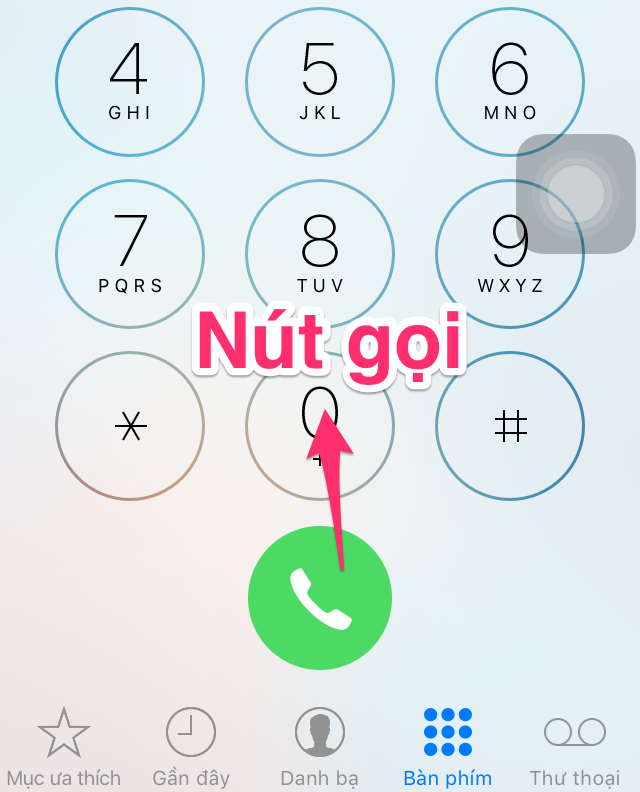 4 5 6
GHI JKL MNO
7 8 9
PQRS TUV WXYZ
Nút gọi
* 0 #
+
Mục ưa thích Gần đây Danh bạ Bàn phím Thư thoại